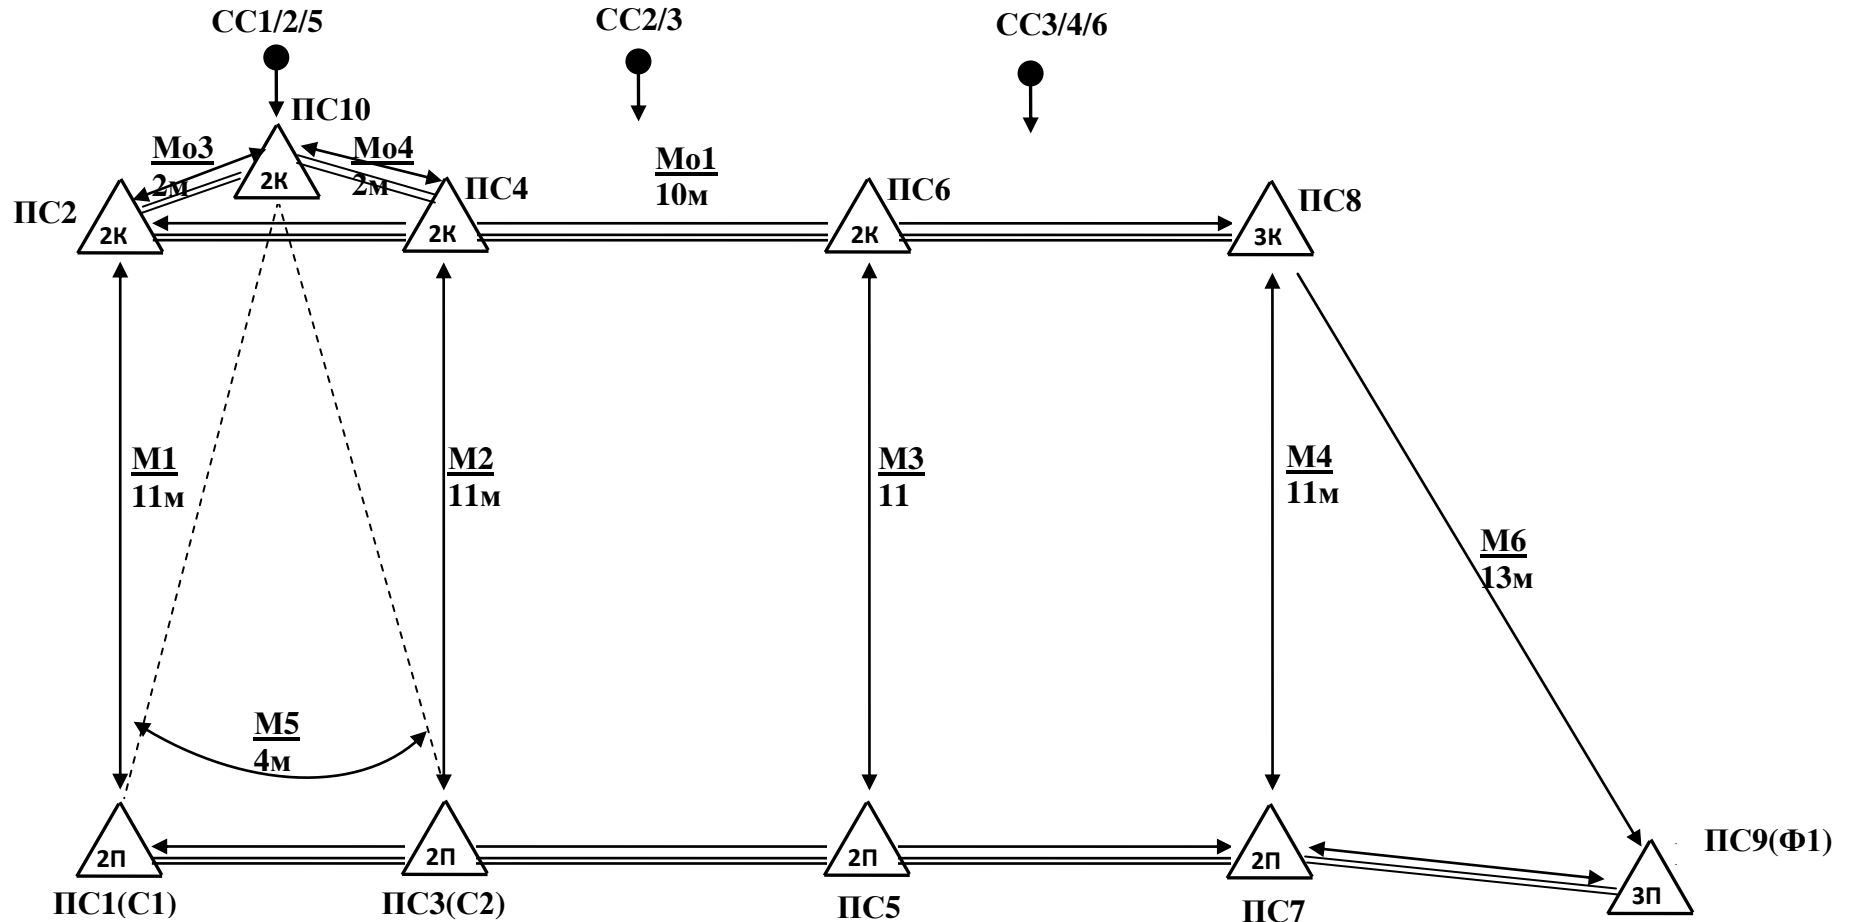 СС1/2/5
СС2/3
СС3/4/6
ПС10
Мо3
2м
Мо4
2м
Мо1
10м
2К
ПС2
ПС4
ПС6
ПС8
2К
2К
2К
3К
М1
11м
М2
11м
М3
11
М4
11м
М6
13м
М5
4м
ПС9(Ф1)
2П
2П
2П
2П
3П
ПС1(С1)
ПС3(С2)
ПС5
ПС7